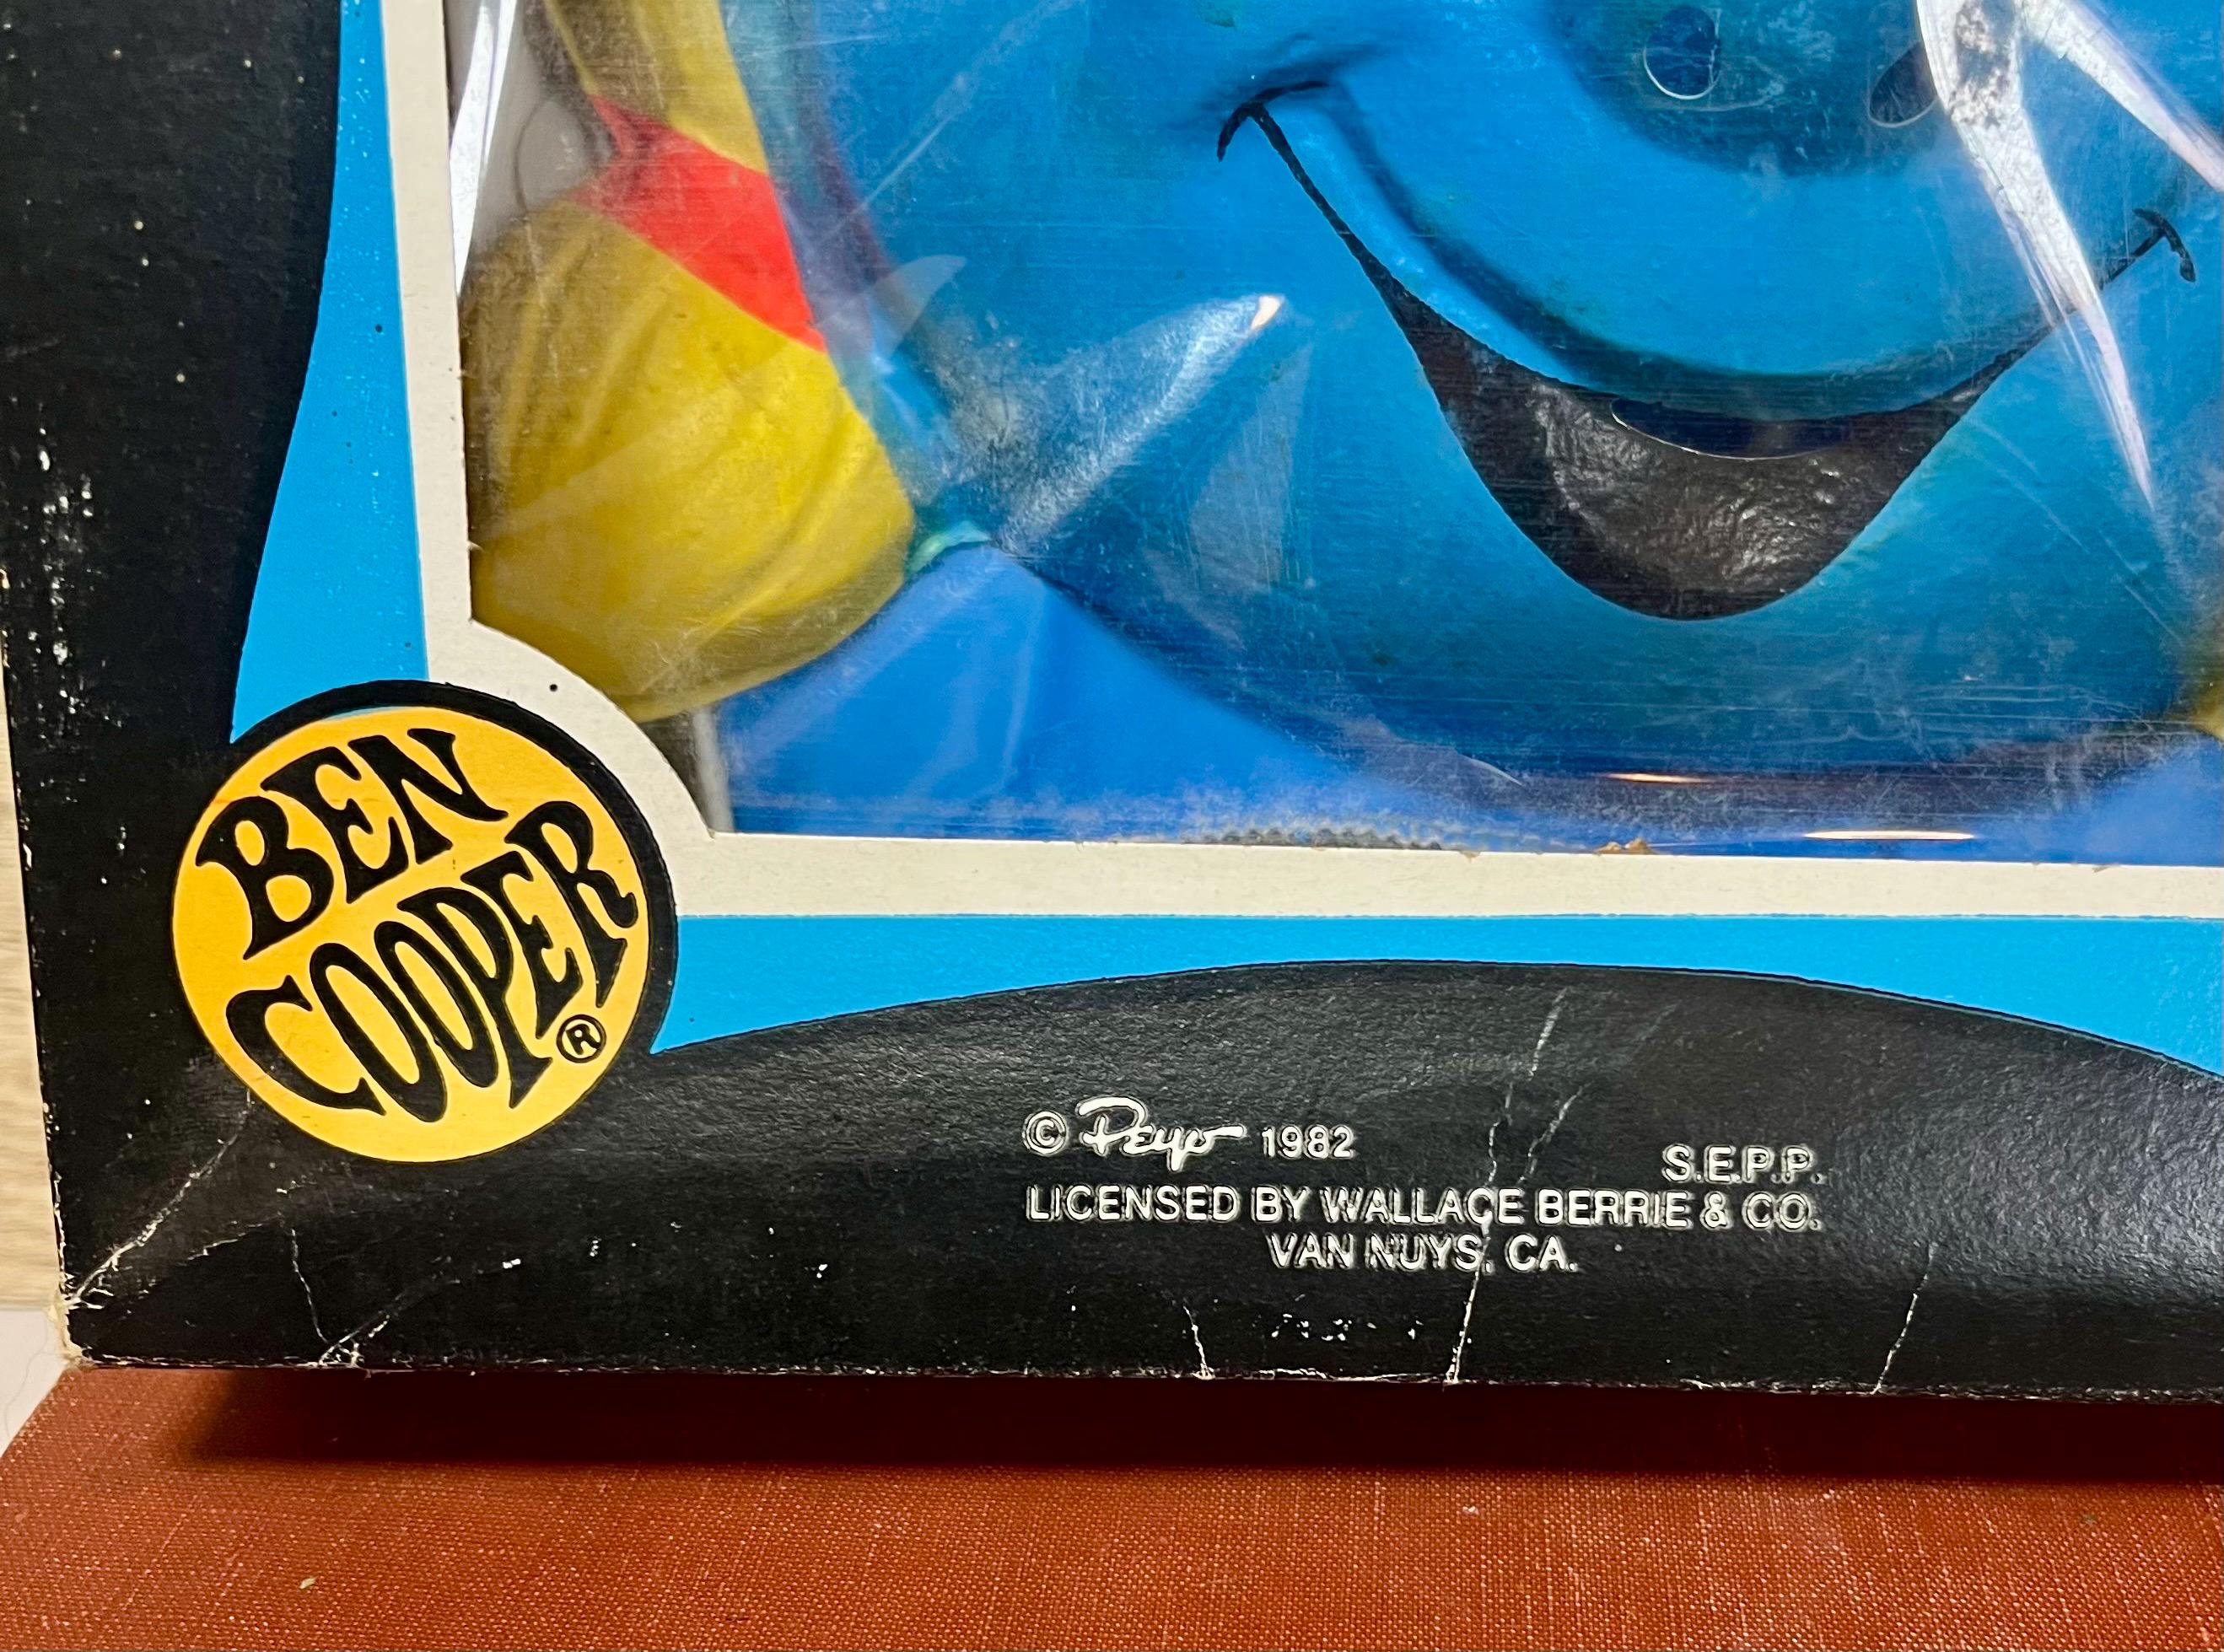 BEN
COOPER
®
© Peyo 1982 S.E.P.P.
LICENSED BY WALLACE BERRIE & CO.
VAN NUYS, CA.